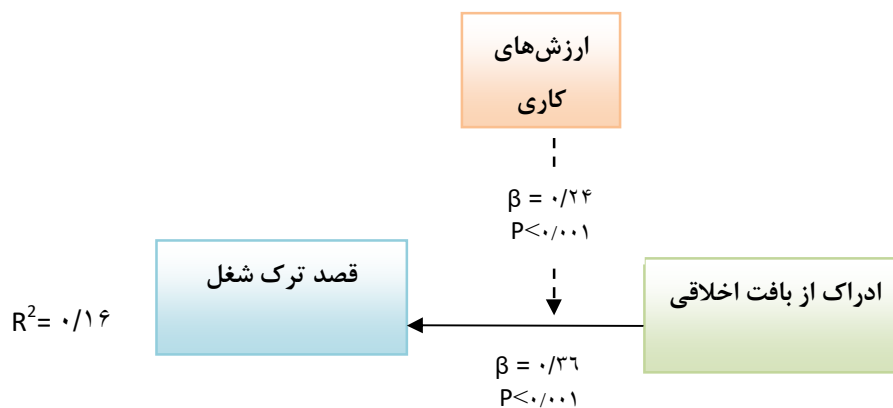 ارزش‌های
کاری
β = ۰/۲۴
P<۰/۰۰۱
ادراک از بافت اخلاقی
قصد ترک شغل
R²= ۰/۱۶
β = ۰/۳٦
P<۰/۰۰۱